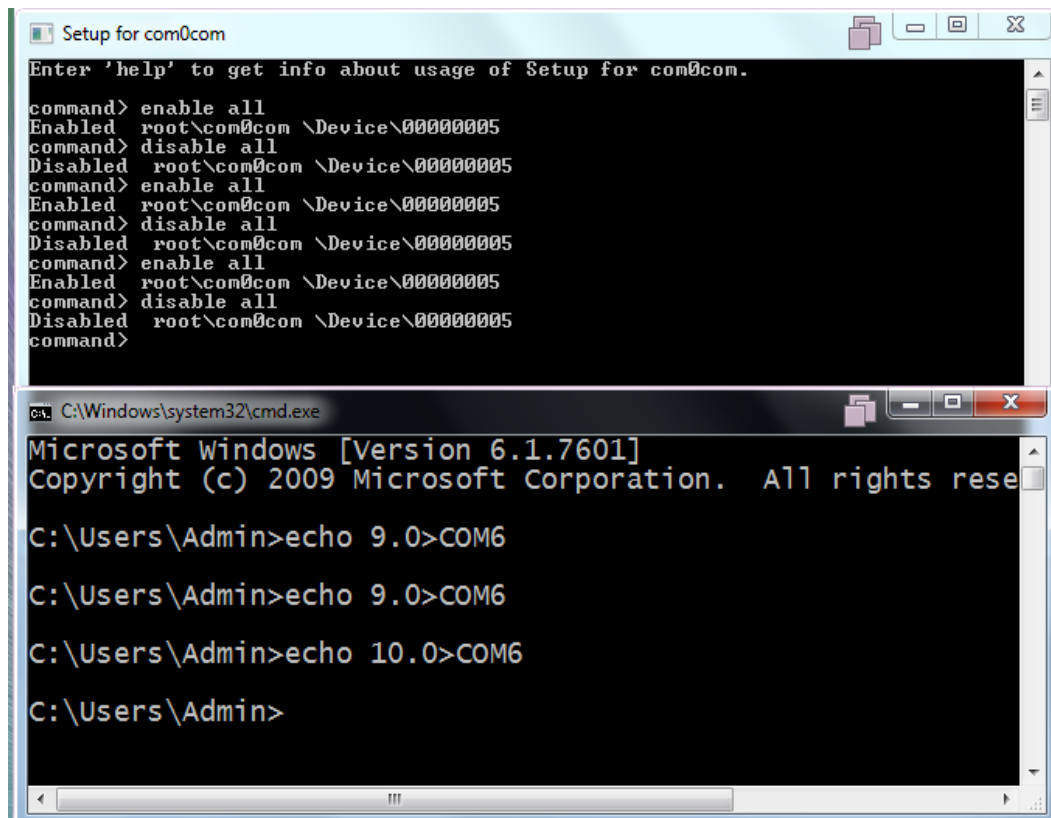 Setup for com0com
Enter 'help' to get info about usage of Setup for com0com.
command> enable all
Enabled  root\com0com \Device\00000005
command> disable all
Disabled  root\com0com \Device\00000005
command> enable all
Enabled  root\com0com \Device\00000005
command> disable all
Disabled  root\com0com \Device\00000005
command> enable all
Enabled  root\com0com \Device\00000005
command> disable all
Disabled  root\com0com \Device\00000005
command>
C:\Windows\system32\cmd.exe
Microsoft Windows [Version 6.1.7601]
Copyright (c) 2009 Microsoft Corporation.  All rights rese
C:\Users\Admin>echo 9.0>COM6
C:\Users\Admin>echo 9.0>COM6
C:\Users\Admin>echo 10.0>COM6
C:\Users\Admin>